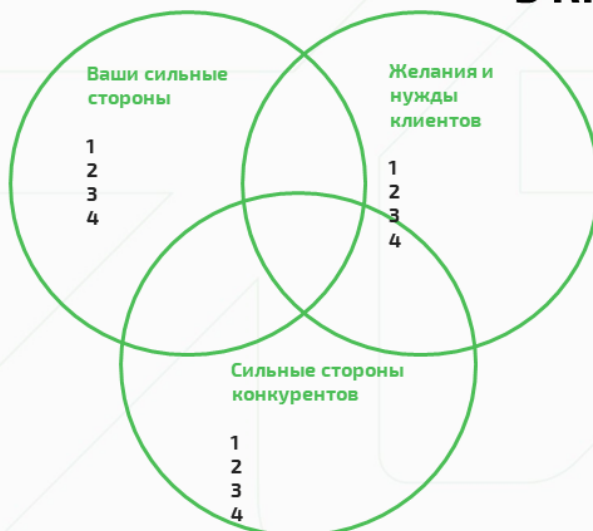 Ваши сильные
стороны
1
2
3
4
Желания и
нужды
клиентов
1
2
3
4
Сильные стороны
конкурентов
1
2
3
4